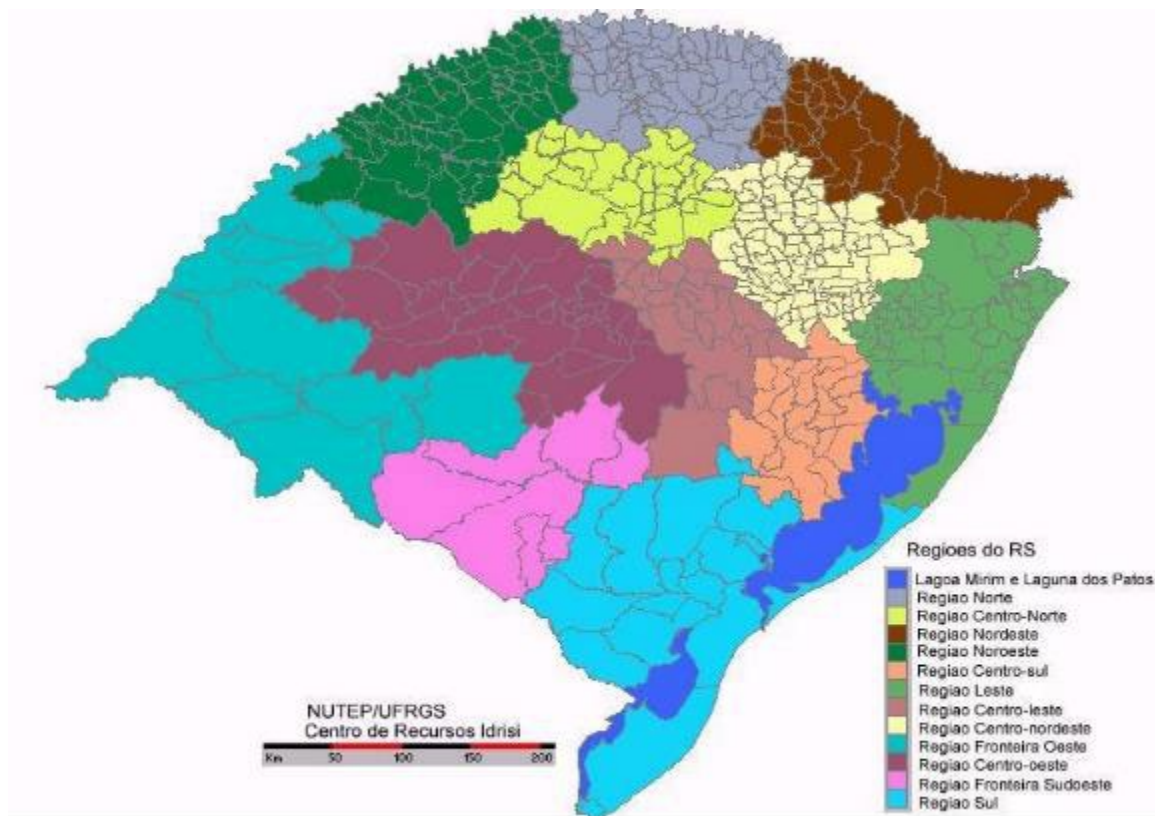 Regioes do RS
Lagoa Mirim e Laguna dos Patos
Regiao Norte
Regiao Centro-Norte
Regiao Nordeste
Regiao Noroeste
Regiao Centro-sul
Regiao Leste
Regiao Centro-leste
Regiao Centro-nordeste
Regiao Fronteira Oeste
Regiao Centro-oeste
Regiao Fronteira Sudoeste
Regiao Sul
NUTEP/UFRGS
Centro de Recursos Idrisi
Km 50 100 150 200